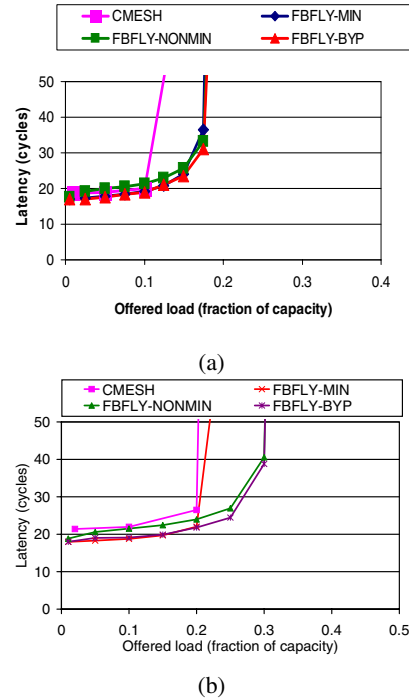 CMESH FBFLY-MIN
FBFLY-NONMIN FBFLY-BYP
50
40
30
20
10
0
0 0.1 0.2 0.3 0.4
Latency (cycles)
Offered load (fraction of capacity)
(a)
CMESH FBFLY-MIN
FBFLY-NONMIN FBFLY-BYP
50
40
30
20
10
0
0 0.1 0.2 0.3 0.4 0.5
Latency (cycles)
Offered load (fraction of capacity)
(b)